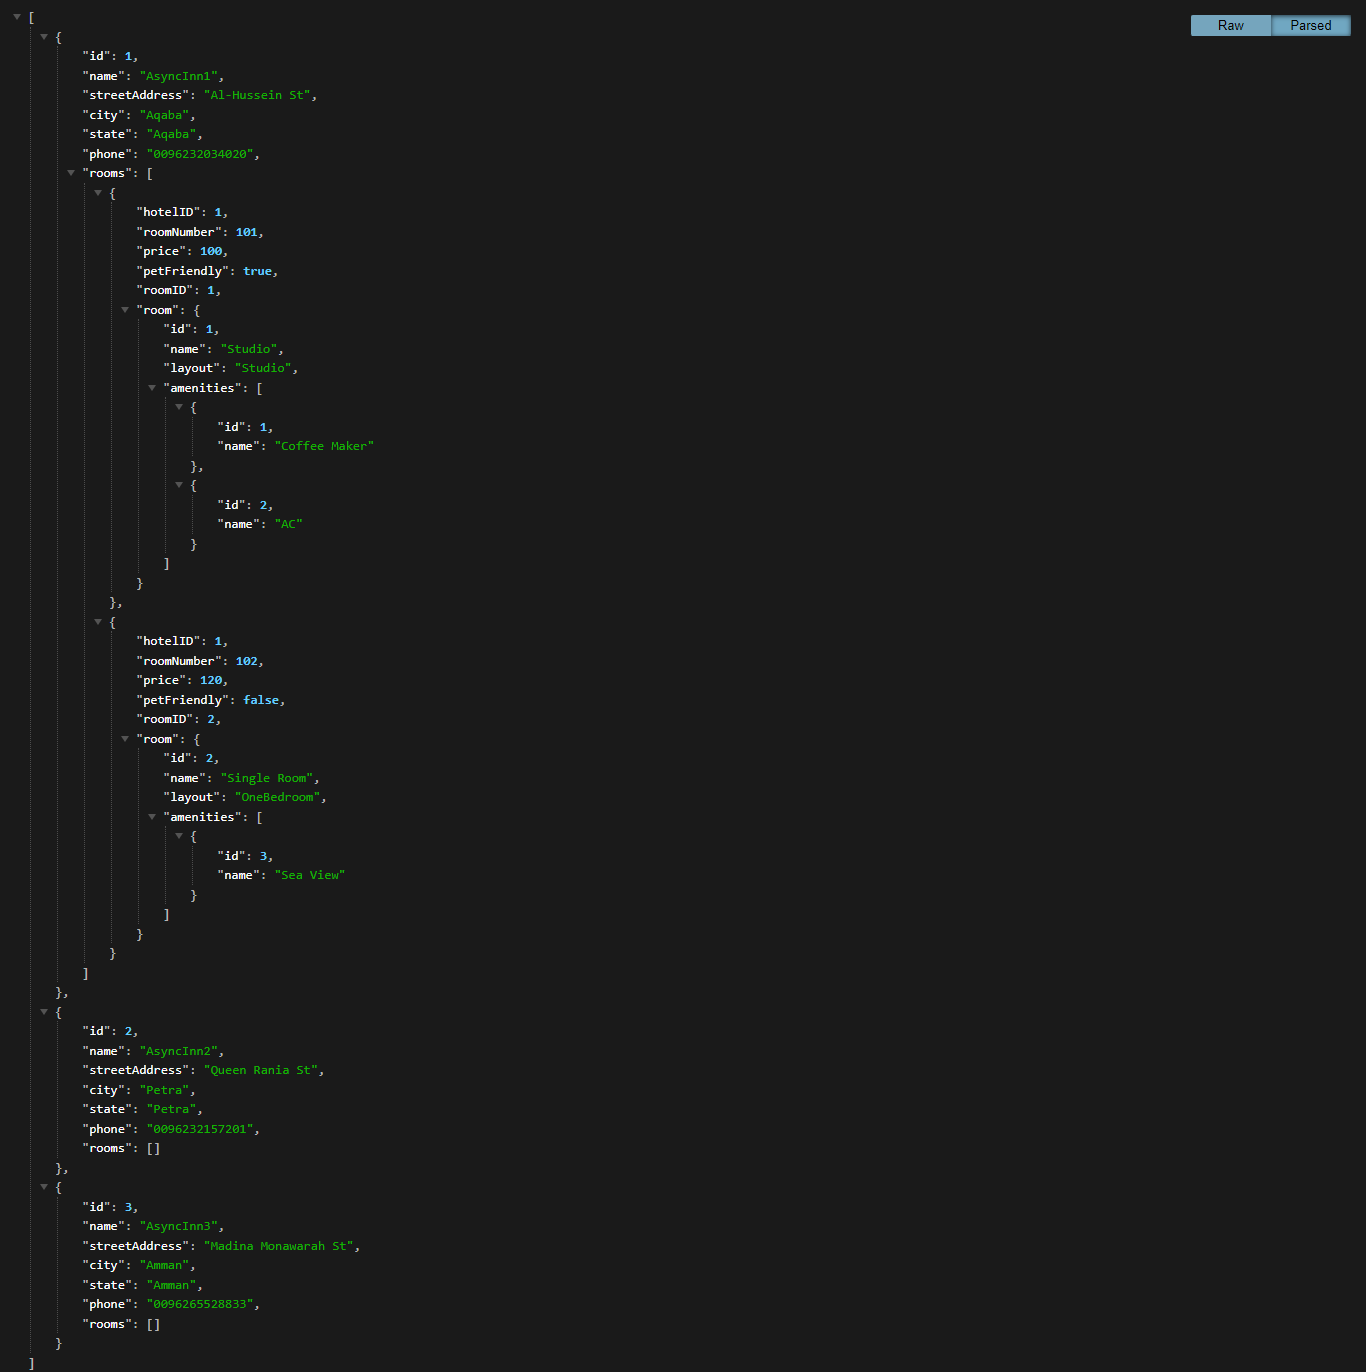 [
Raw Parsed
{
"id": 1,
"name": "AsyncInn1",
"streetAddress": "Al-Hussein St",
"city": "Aqaba",
"state": "Aqaba",
"phone": "0096232034020",
"rooms": [
{
"hotelID": 1,
"roomNumber": 101,
"price": 100,
"petFriendly": true,
"roomID": 1,
"room": {
"id": 1,
"name": "Studio",
"layout": "Studio",
"amenities": [
{
"id": 1,
"name": "Coffee Maker"
},
{
"id": 2,
"name": "AC"
}
]
}
},
{
"hotelID": 1,
"roomNumber": 102,
"price": 120,
"petFriendly": false,
"roomID": 2,
"room": {
"id": 2,
"name": "Single Room",
"layout": "OneBedroom",
"amenities": [
{
"id": 3,
"name": "Sea View"
}
]
}
}
]
},
{
"id": 2,
"name": "AsyncInn2",
"streetAddress": "Queen Rania St",
"city": "Petra",
"state": "Petra",
"phone": "0096232157201",
"rooms": []
},
{
"id": 3,
"name": "AsyncInn3",
"streetAddress": "Madina Monawarah St",
"city": "Amman",
"state": "Amman",
"phone": "0096265528833",
"rooms": []
}
]